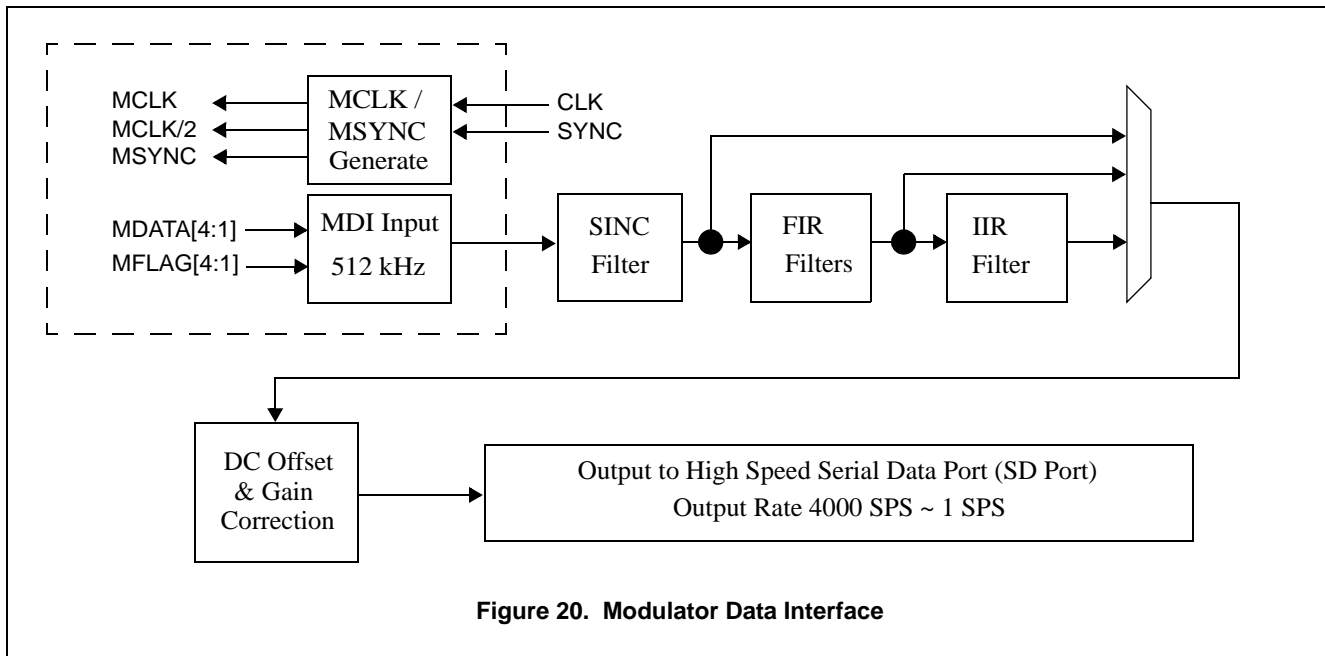 MCLK
MCLK/2
MSYNC
MCLK /
MSYNC
Generate
CLK
SYNC
MDATA[4:1]
MFLAG[4:1]
MDI Input
512 kHz
SINC
Filter
FIR
Filters
IIR
Filter
DC Offset
& Gain
Correction
Output to High Speed Serial Data Port (SD Port)
Output Rate 4000 SPS ~ 1 SPS
Figure 20. Modulator Data Interface